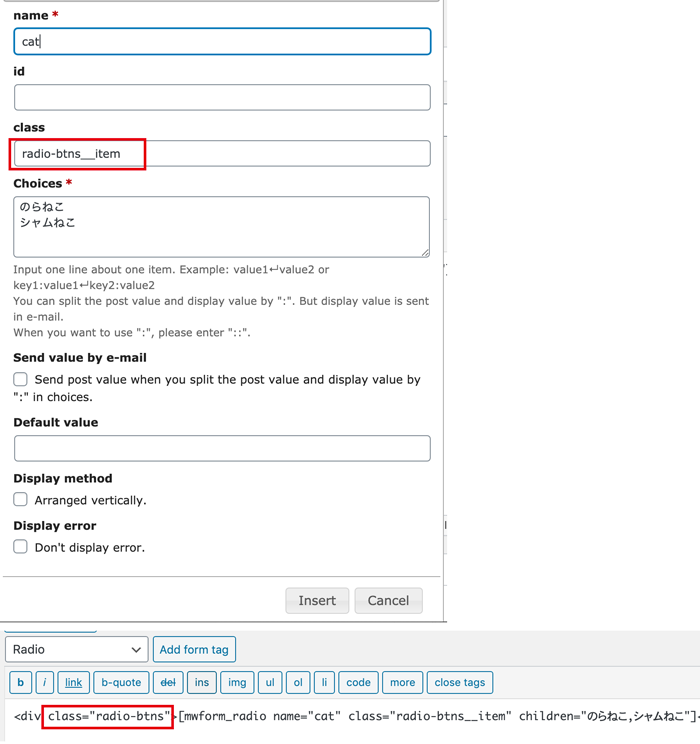 name *
cat
id
class
radio-btns__item
Choices *
のらねこ
シャムねこ
Input one line about one item. Example: value1↵value2 or
key1:value1↵key2:value2
You can split the post value and display value by ":". But display value is sent
in e-mail.
When you want to use ":", please enter "::".
Send value by e-mail
Send post value when you split the post value and display value by
":" in choices.
Default value
Display method
Arranged vertically.
Display error
Don't display error.
Insert Cancel
Radio Add form tag
b i link b-quote del ins img ul ol li code more close tags
<div class="radio-btns">[mwform_radio name="cat" class="radio-btns__item" children="のらねこ,シャムねこ"]